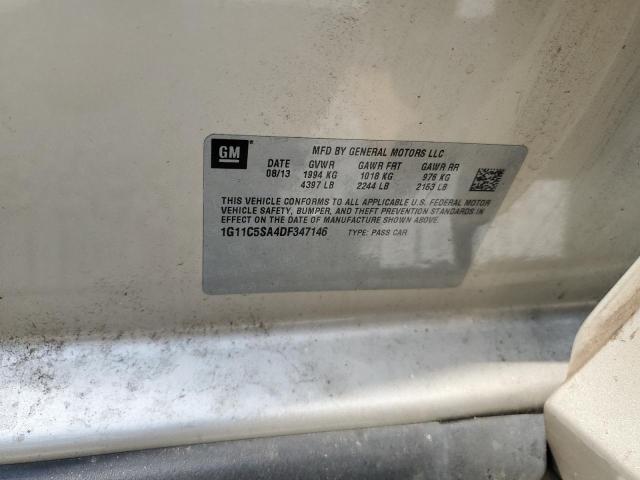 GM
MFD BY GENERAL MOTORS LLC
DATE GVWR GAWR FRT GAWR RR
08/13 1994 KG 1018 KG 976 KG
4397 LB 2244 LB 2153 LB
THIS VEHICLE CONFORMS TO ALL APPLICABLE U.S. FEDERAL MOTOR
VEHICLE SAFETY, BUMPER, AND THEFT PREVENTION STANDARDS IN
EFFECT ON THE DATE OF MANUFACTURE SHOWN ABOVE.
1G11C5SA4DF347146 TYPE: PASS CAR